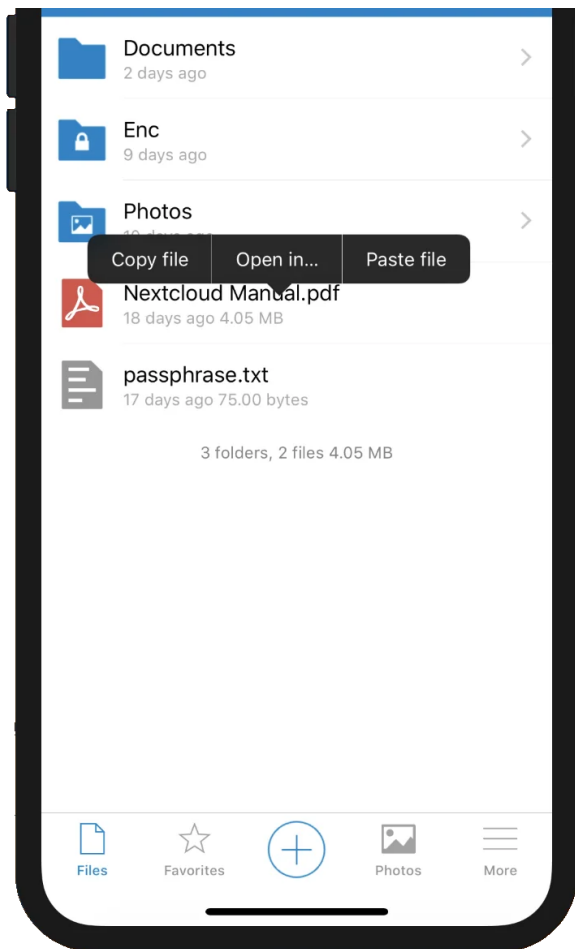 Documents
2 days ago
Enc
9 days ago
Photos
Copy file
Open in...
Paste file
Nextcloud Manual.pdf
18 days ago 4.05 MB
passphrase.txt
17 days ago 75.00 bytes
3 folders, 2 files 4.05 MB
Files
Favorites
Photos
More